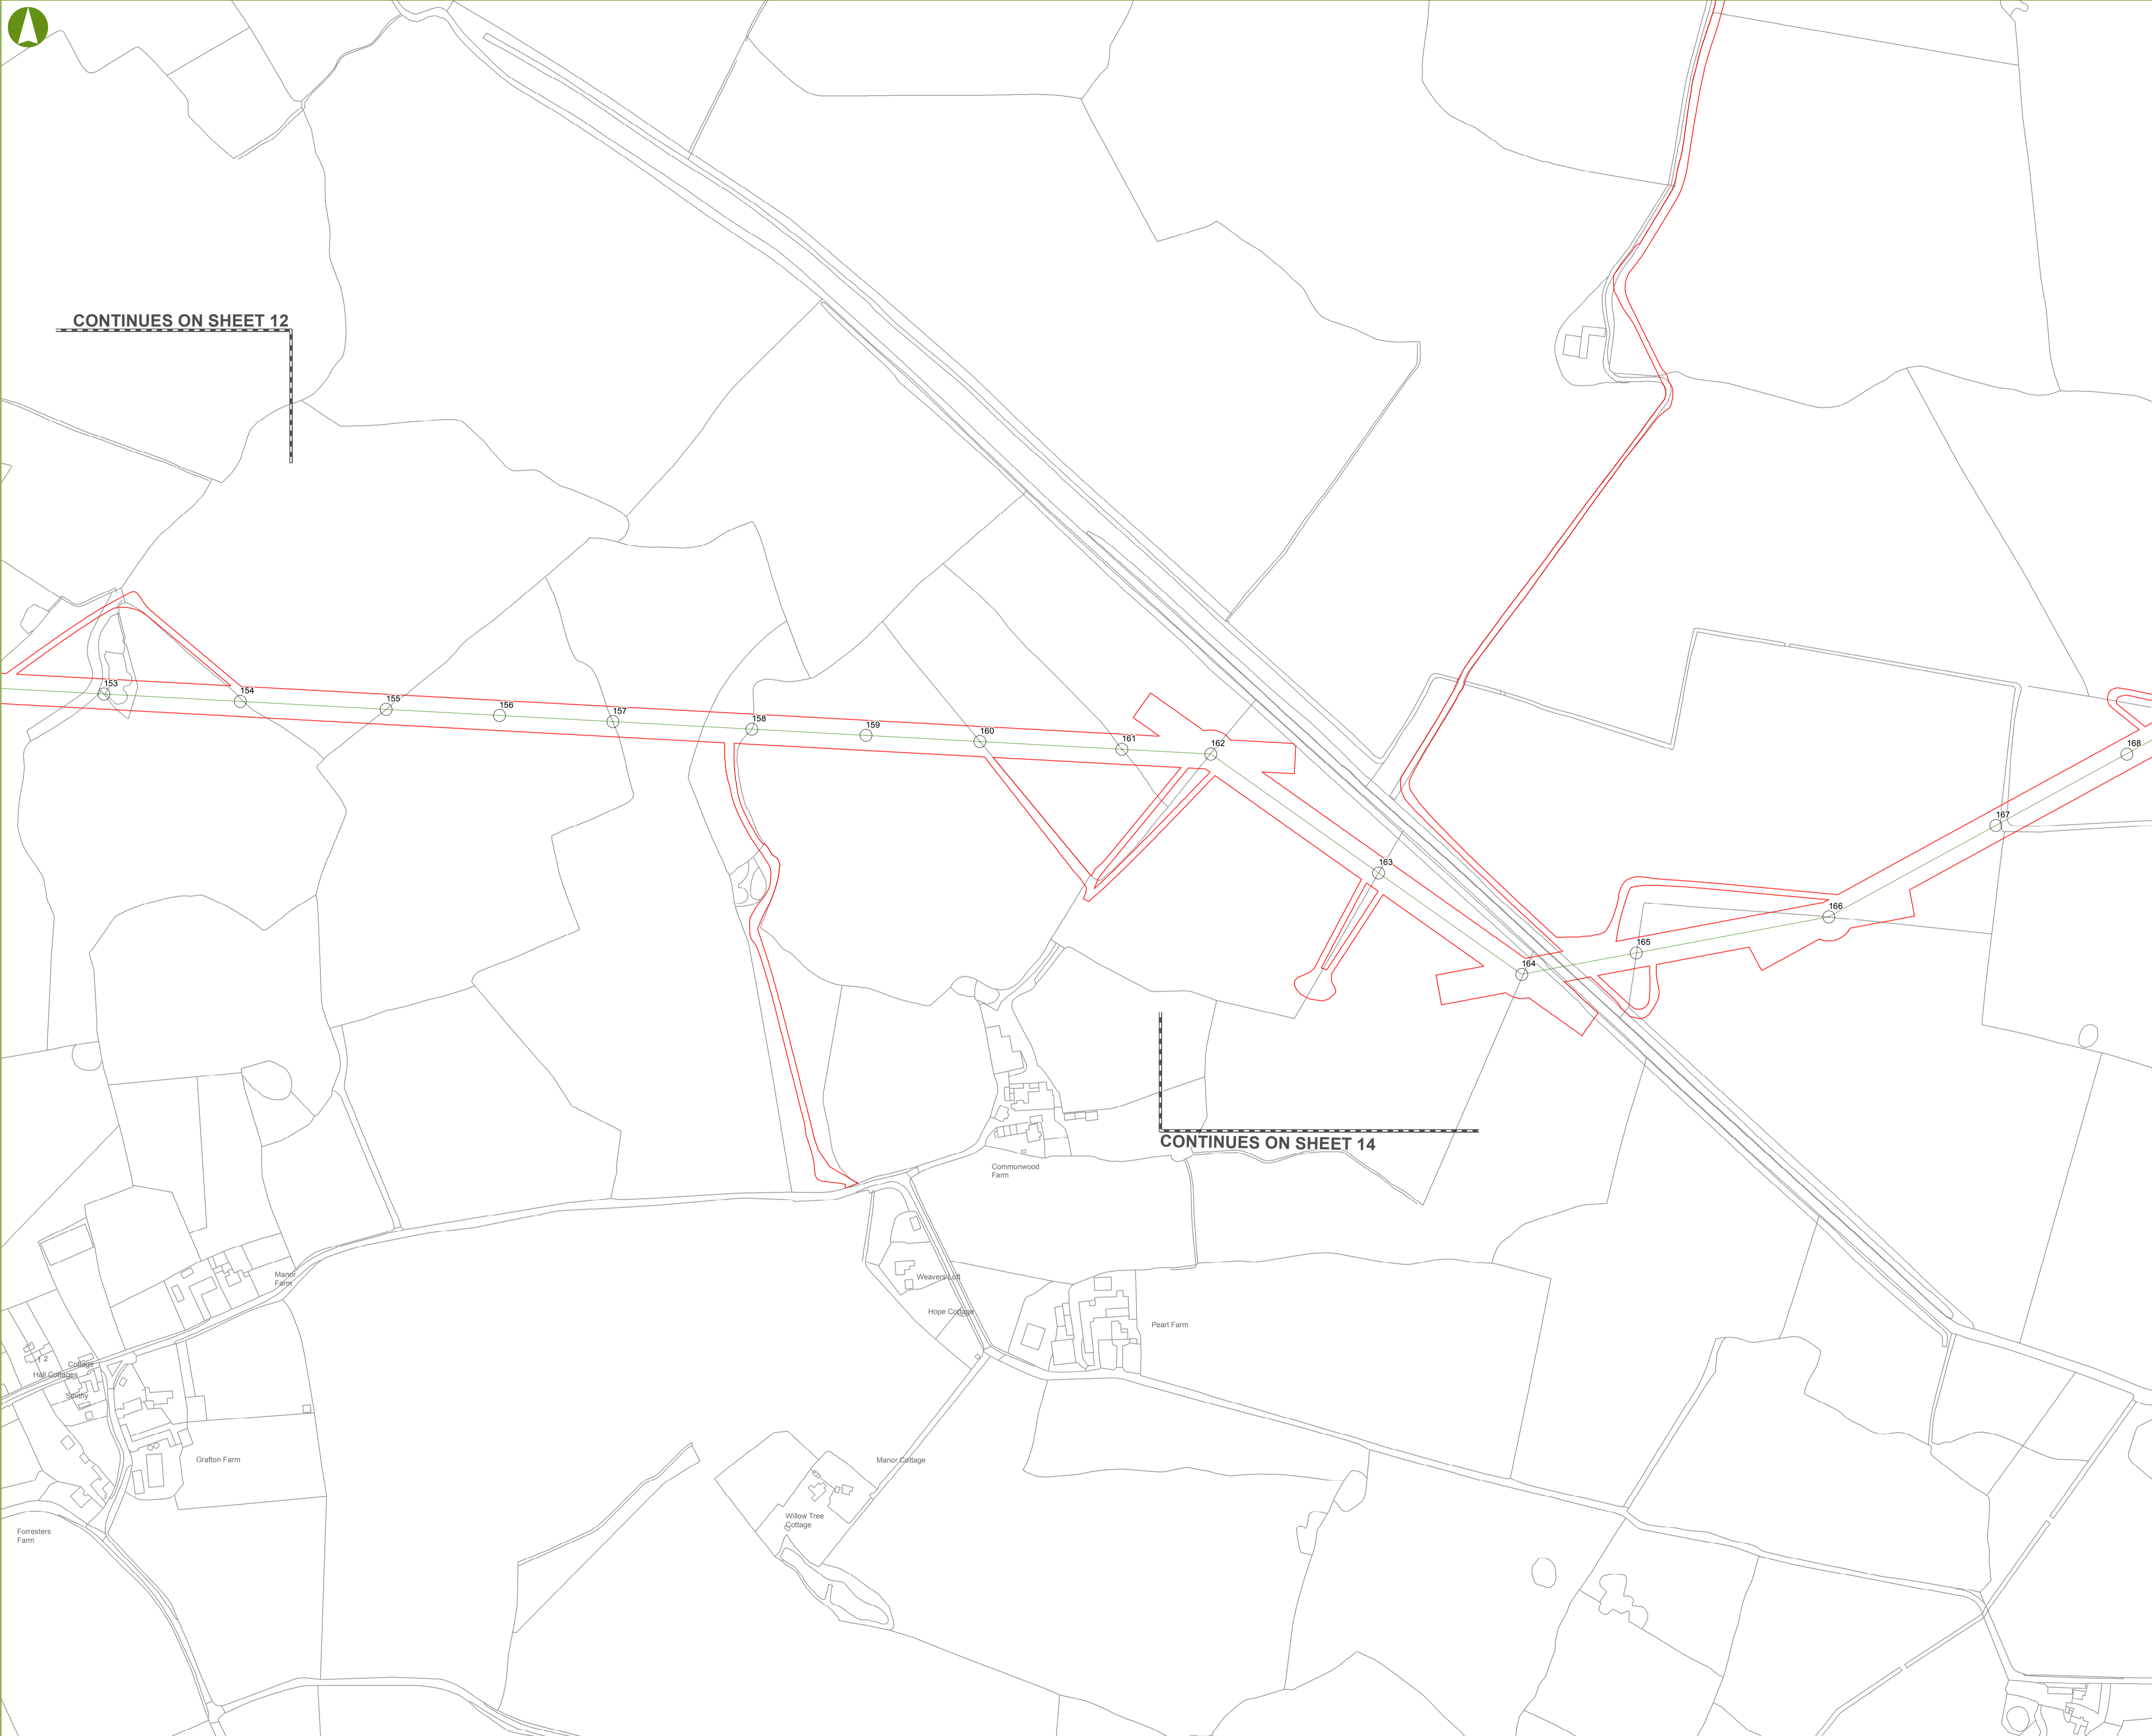 CONTINUES ON SHEET 12
153
154
155
156
157
158
159
160
161
162
163
164
165
166
167
168
CONTINUES ON SHEET 14
Commonwood
Farm
Manor
Farm
Weavers Loft
Hope Cottage
Pearl Farm
2
Cottage
Hall Cottages
Smithy
Grafton Farm
Manor Cottage
Willow Tree
Cottage
Forresters
Farm